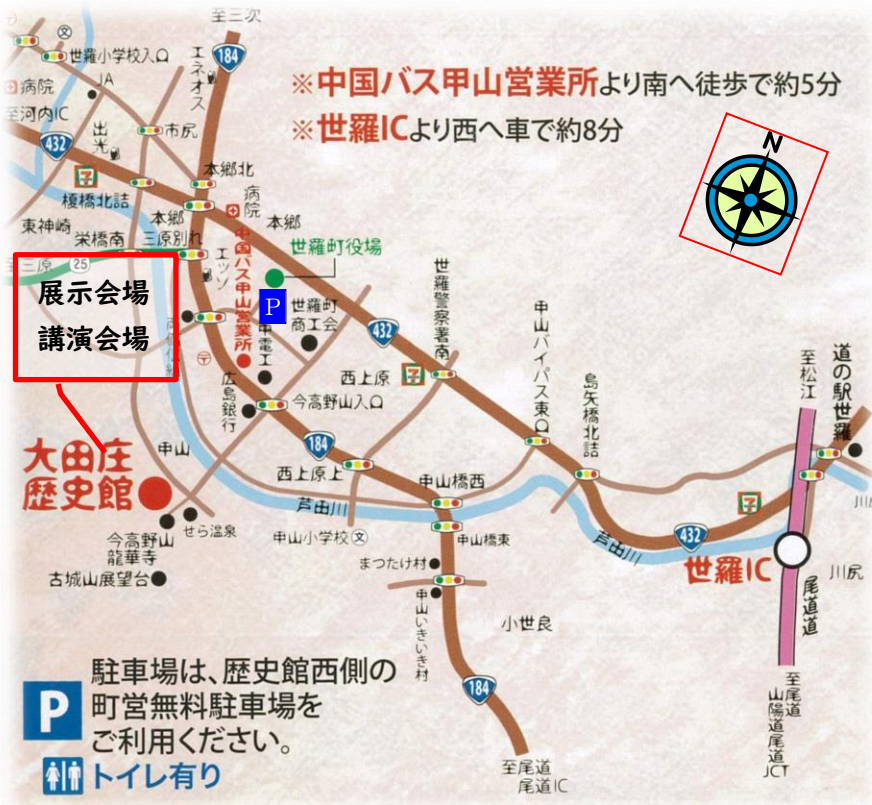 至三次
世羅小学校入口
JA
エネオス
184
病院
至河内IC
出光
市尻
432
※中国バス甲山営業所より南へ徒歩で約5分
※世羅ICより西へ車で約8分
N
榎橋北詰
本郷北
病院
本郷
東神崎
栄橋南
本郷
三原別れ
至三原
25
エッソ
中国バス甲山営業所
世羅町役場
P
世羅町
商工会
中電工
展示会場
講演会場
広島銀行
432
世羅警察署南
西上原
今高野山入口
甲山バイパス東口
島矢橋北詰
至松江
道の駅世羅
甲山
184
西上原上
甲山橋西
大田庄
歴史館
芦田川
せら温泉
今高野山
龍華寺
古城山展望台
甲山小学校
文
甲山橋東
芦田川
432
世羅IC
川尻
尾道道
まつたけ村
甲山いきいき村
小世良
184
至尾道
尾道IC
至尾道
山陽道尾道JCT
P
駐車場は、歴史館西側の
町営無料駐車場を
ご利用ください。
トイレ有り